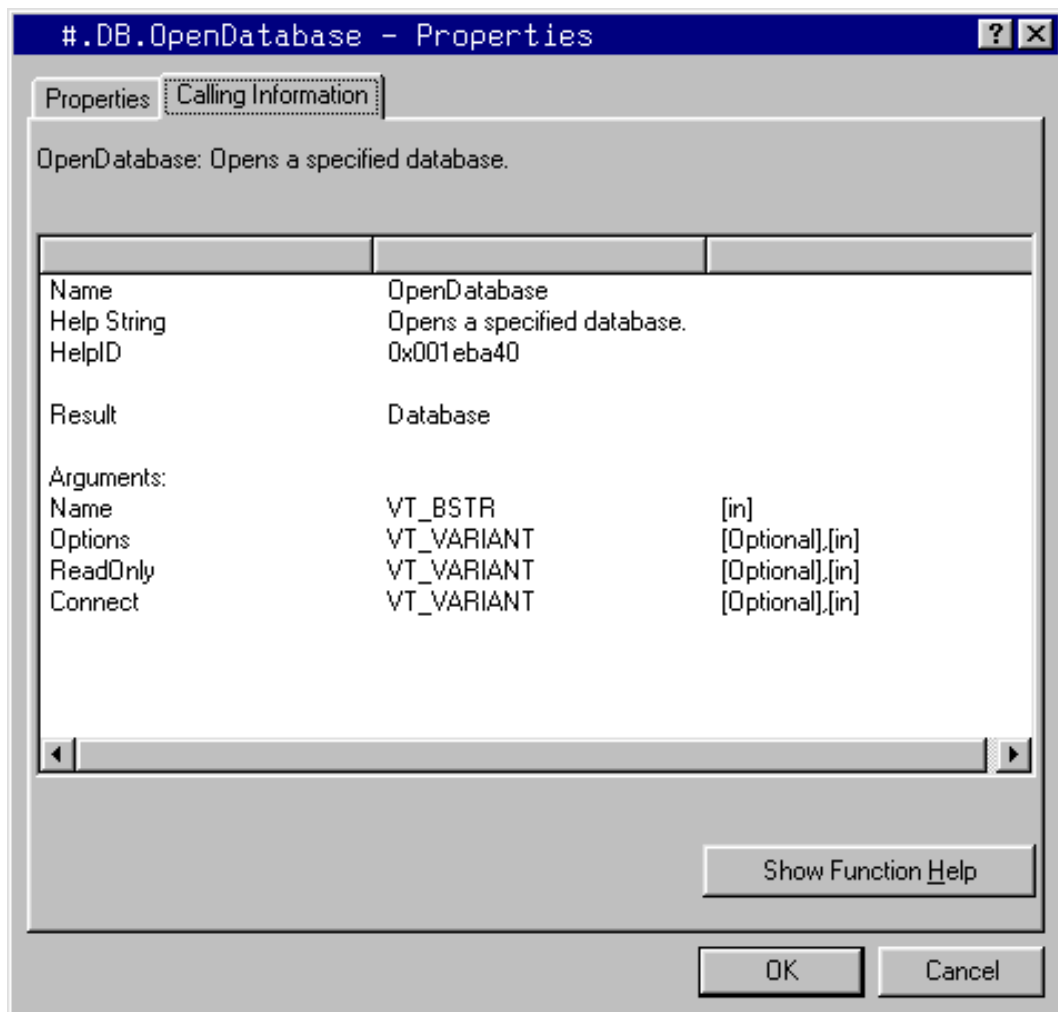 #.DB.OpenDatabase - Properties
Properties Calling Information
OpenDatabase: Opens a specified database.
Name OpenDatabase
Help String Opens a specified database.
HelpID 0x001eba40
Result Database
Arguments:
Name VT_BSTR [in]
Options VT_VARIANT [Optional],[in]
ReadOnly VT_VARIANT [Optional],[in]
Connect VT_VARIANT [Optional],[in]
Show Function Help
OK Cancel